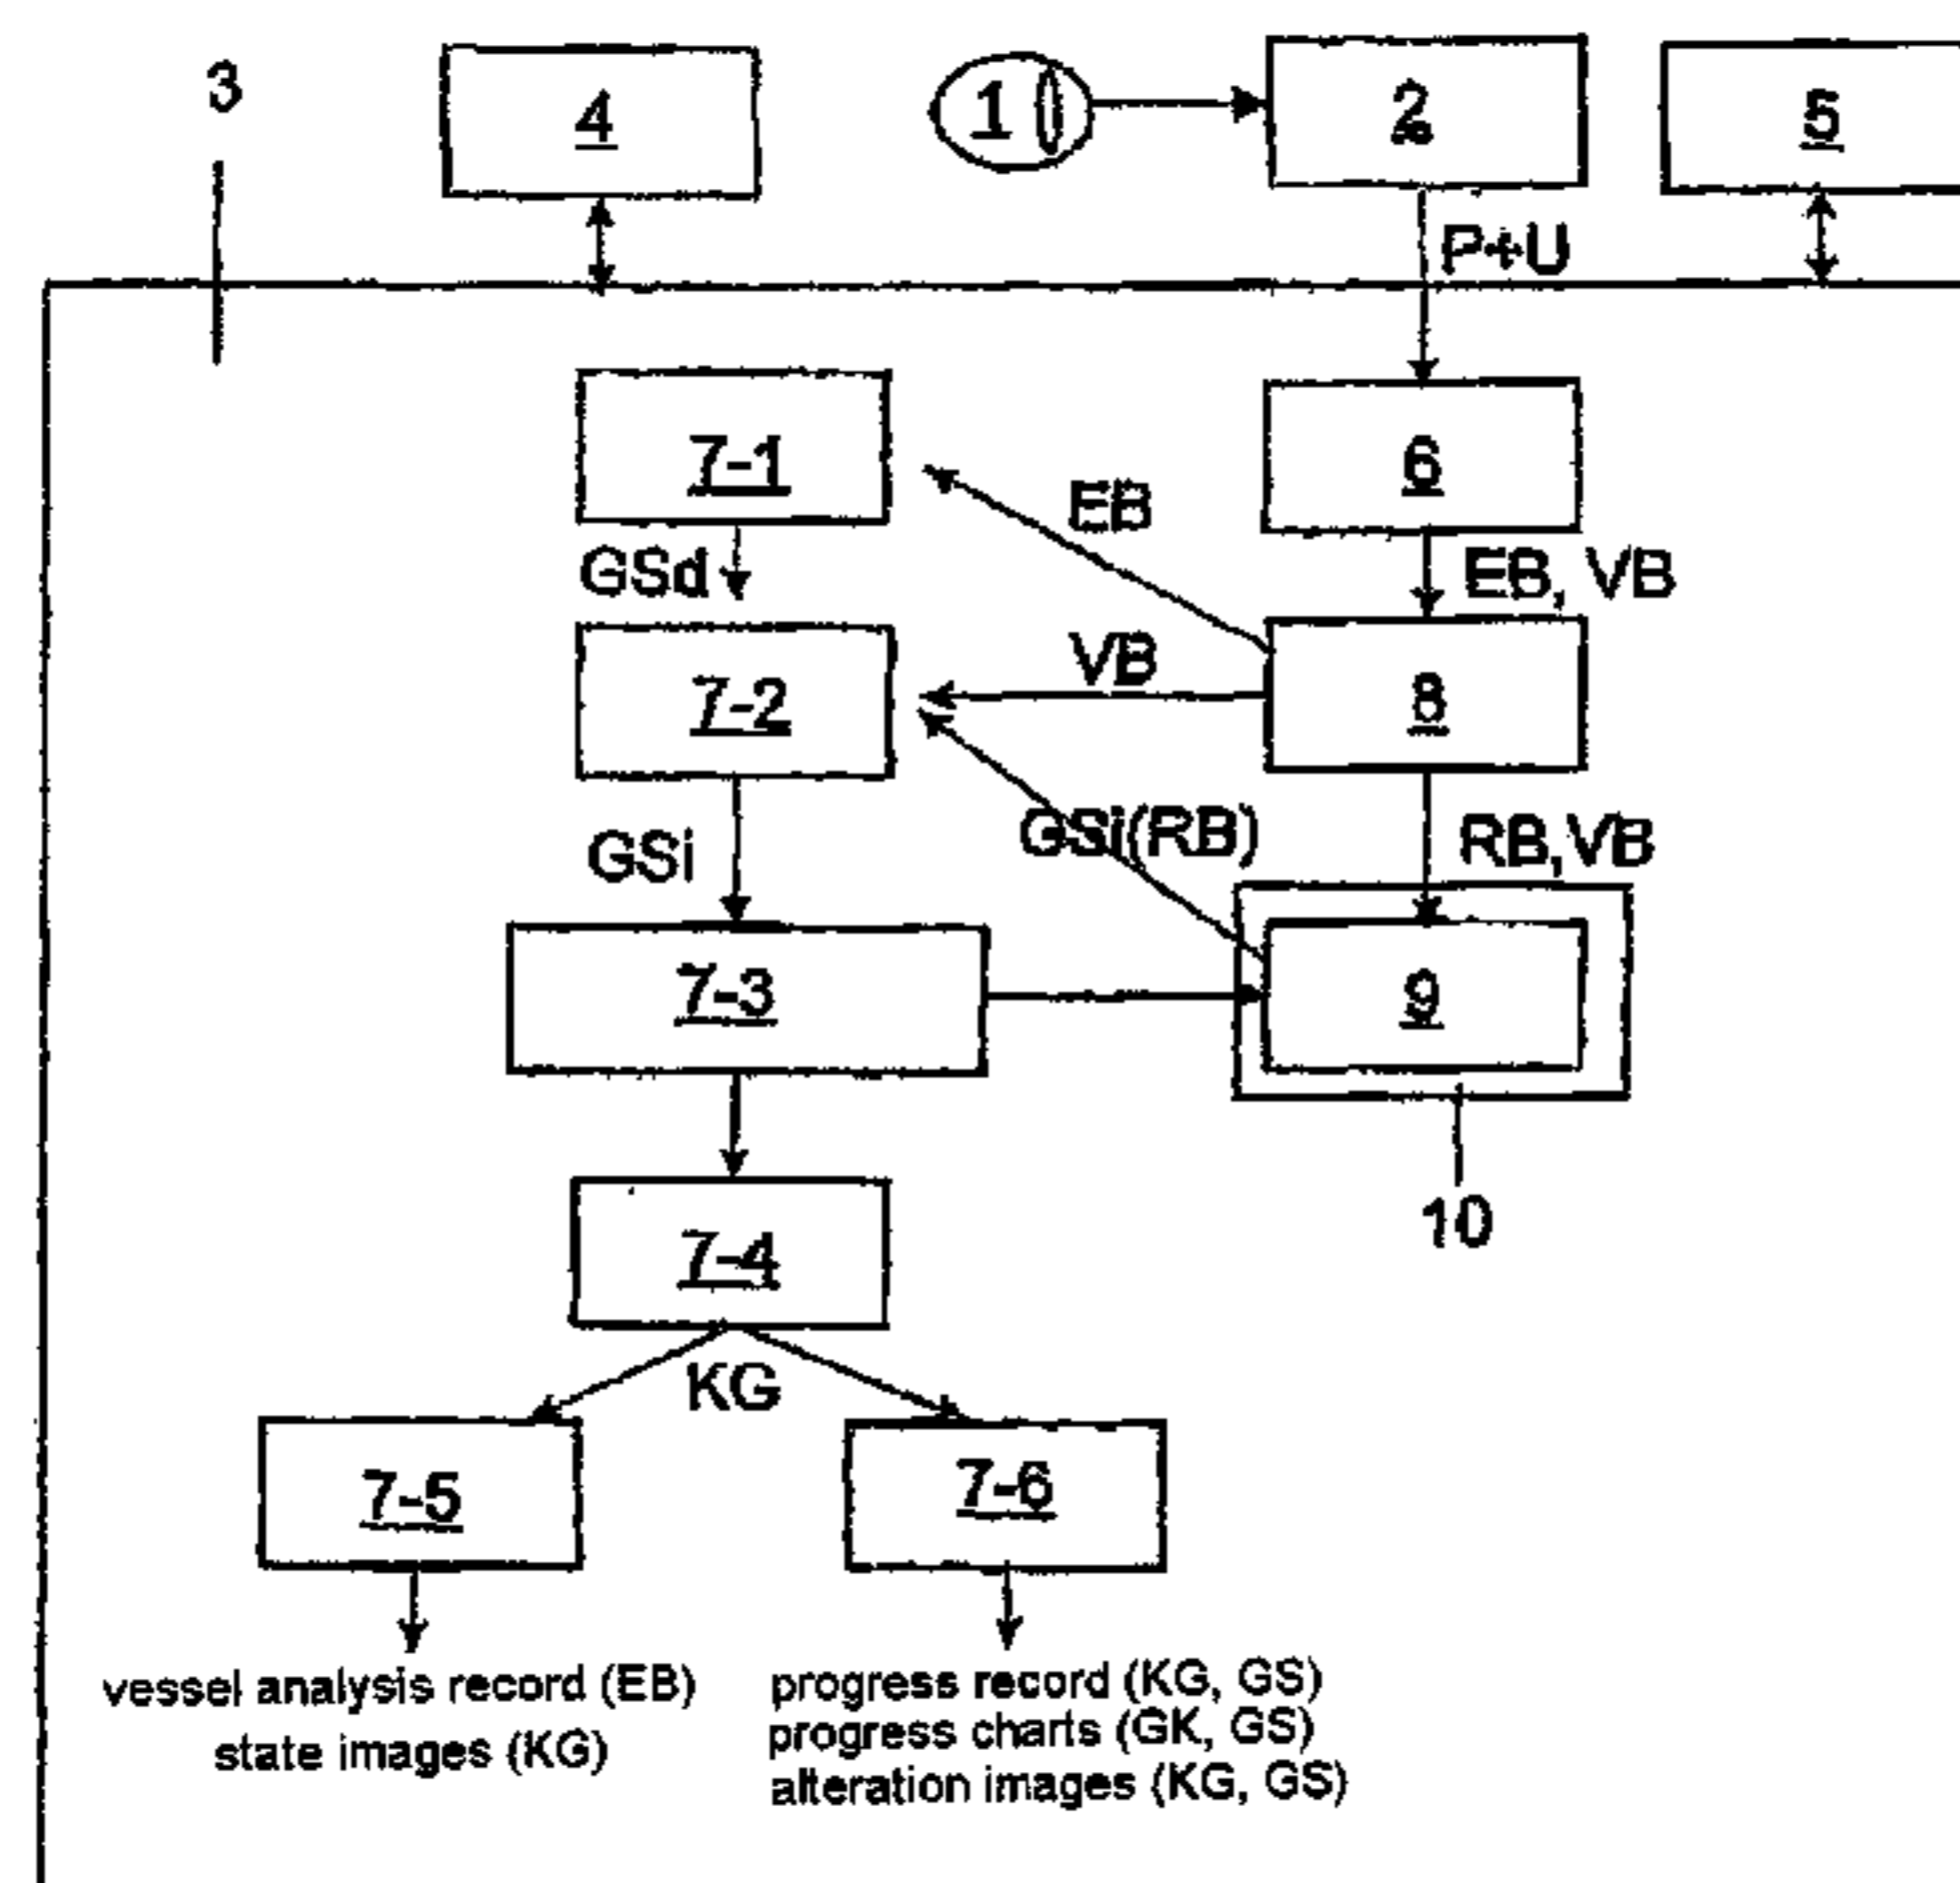 3
4
1
2
5
P+U
7-1
6
EB
GSd
EB, VB
VB
7-2
8
GSi
GSi(RB)
RB,VB
7-3
9
10
7-4
KG
7-5
7-6
vessel analysis record (EB)
state images (KG)
progress record (KG, GS)
progress charts (GK, GS)
alteration images (KG, GS)